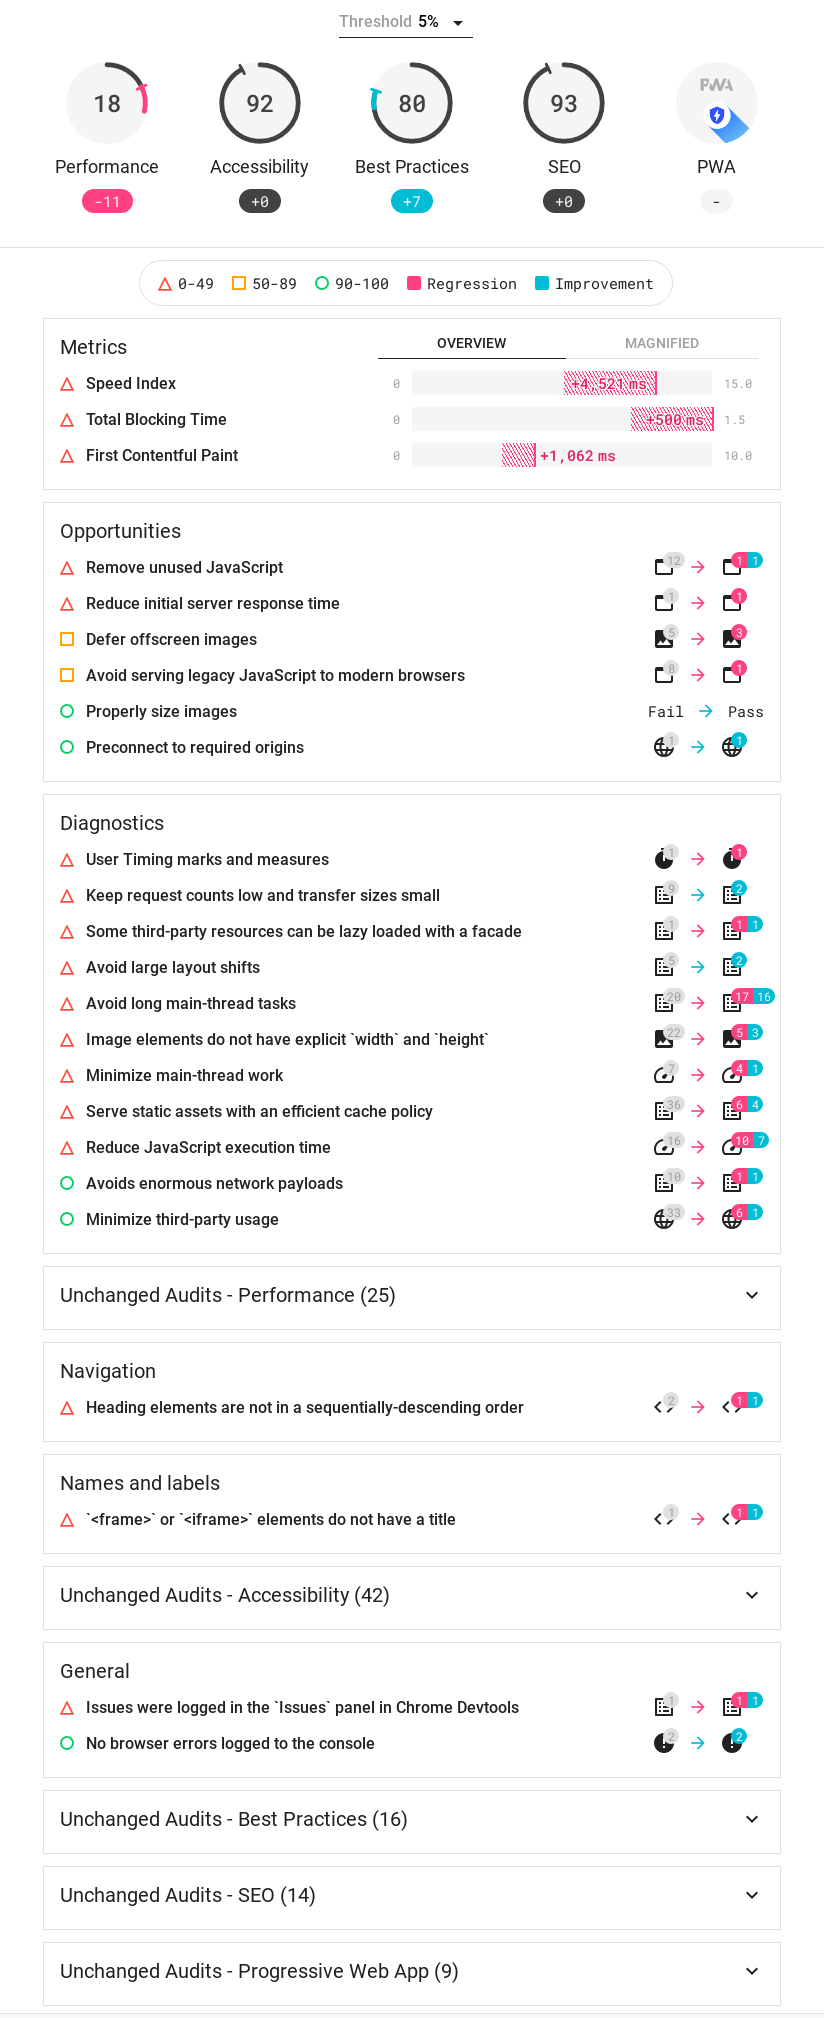 Threshold 5%
18 92 80 93 PWA
Performance Accessibility Best Practices SEO PWA
-11 +0 +7 +0 -
0-49 50-89 90-100 Regression Improvement
Metrics OVERVIEW MAGNIFIED
Speed Index 0 +4,521 ms 15.0
Total Blocking Time 0 +500 ms 1.5
First Contentful Paint 0 +1,062 ms 10.0
Opportunities
Remove unused JavaScript 12 1 1
Reduce initial server response time 1 1
Defer offscreen images 5 3
Avoid serving legacy JavaScript to modern browsers 8 1
Properly size images Fail Pass
Preconnect to required origins 1 1
Diagnostics
User Timing marks and measures 1 1
Keep request counts low and transfer sizes small 9 2
Some third-party resources can be lazy loaded with a facade 1 1 1
Avoid large layout shifts 5 2
Avoid long main-thread tasks 20 17 16
Image elements do not have explicit `width` and `height` 22 5 3
Minimize main-thread work 7 4 1
Serve static assets with an efficient cache policy 36 6 4
Reduce JavaScript execution time 16 10 7
Avoids enormous network payloads 10 1 1
Minimize third-party usage 33 6 1
Unchanged Audits - Performance (25)
Navigation
Heading elements are not in a sequentially-descending order 2 1 1
Names and labels
`<frame>` or `<iframe>` elements do not have a title 1 1 1
Unchanged Audits - Accessibility (42)
General
Issues were logged in the `Issues` panel in Chrome Devtools 1 1 1
No browser errors logged to the console 2 2
Unchanged Audits - Best Practices (16)
Unchanged Audits - SEO (14)
Unchanged Audits - Progressive Web App (9)